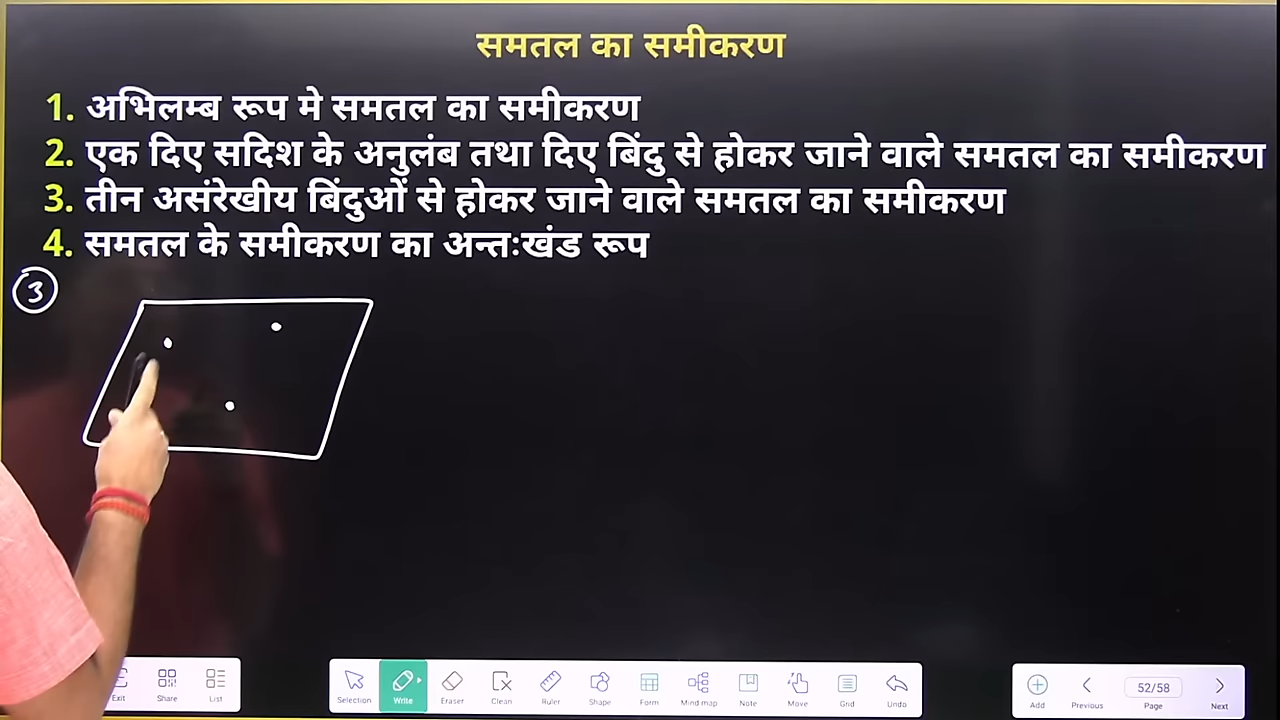 समतल का समीकरण
1. अभिलम्ब रूप मे समतल का समीकरण
2. एक दिए सदिश के अनुलंब तथा दिए बिंदु से होकर जाने वाले समतल का समीकरण
3. तीन असंरेखीय बिंदुओं से होकर जाने वाले समतल का समीकरण
4. समतल के समीकरण का अन्तःखंड रूप
3
Exit Share List Selection Write Eraser Clean Ruler Shape Form Mind map Note Move Grid Undo Add Previous 52/58 Page Next